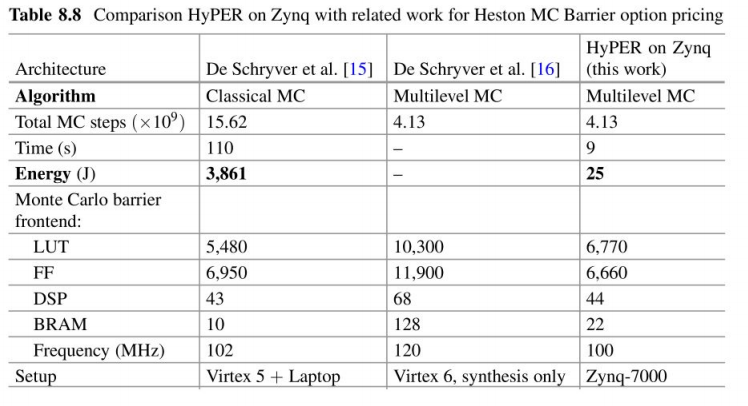 Table 8.8 Comparison HyPER on Zynq with related work for Heston MC Barrier option pricing
HyPER on Zynq
Architecture De Schryver et al. [15] De Schryver et al. [16] (this work)
Algorithm Classical MC Multilevel MC Multilevel MC
Total MC steps (×10⁹) 15.62 4.13 4.13
Time (s) 110 – 9
Energy (J) 3,861 – 25
Monte Carlo barrier
frontend:
LUT 5,480 10,300 6,770
FF 6,950 11,900 6,660
DSP 43 68 44
BRAM 10 128 22
Frequency (MHz) 102 120 100
Setup Virtex 5 + Laptop Virtex 6, synthesis only Zynq-7000